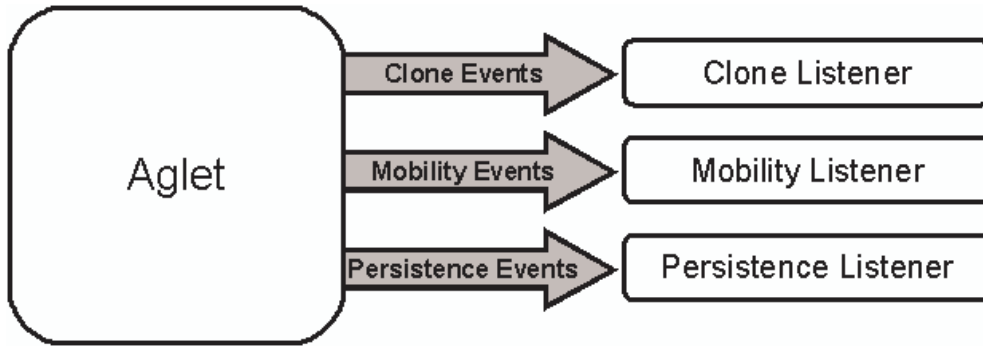 Aglet
Clone Events
Clone Listener
Mobility Events
Mobility Listener
Persistence Events
Persistence Listener